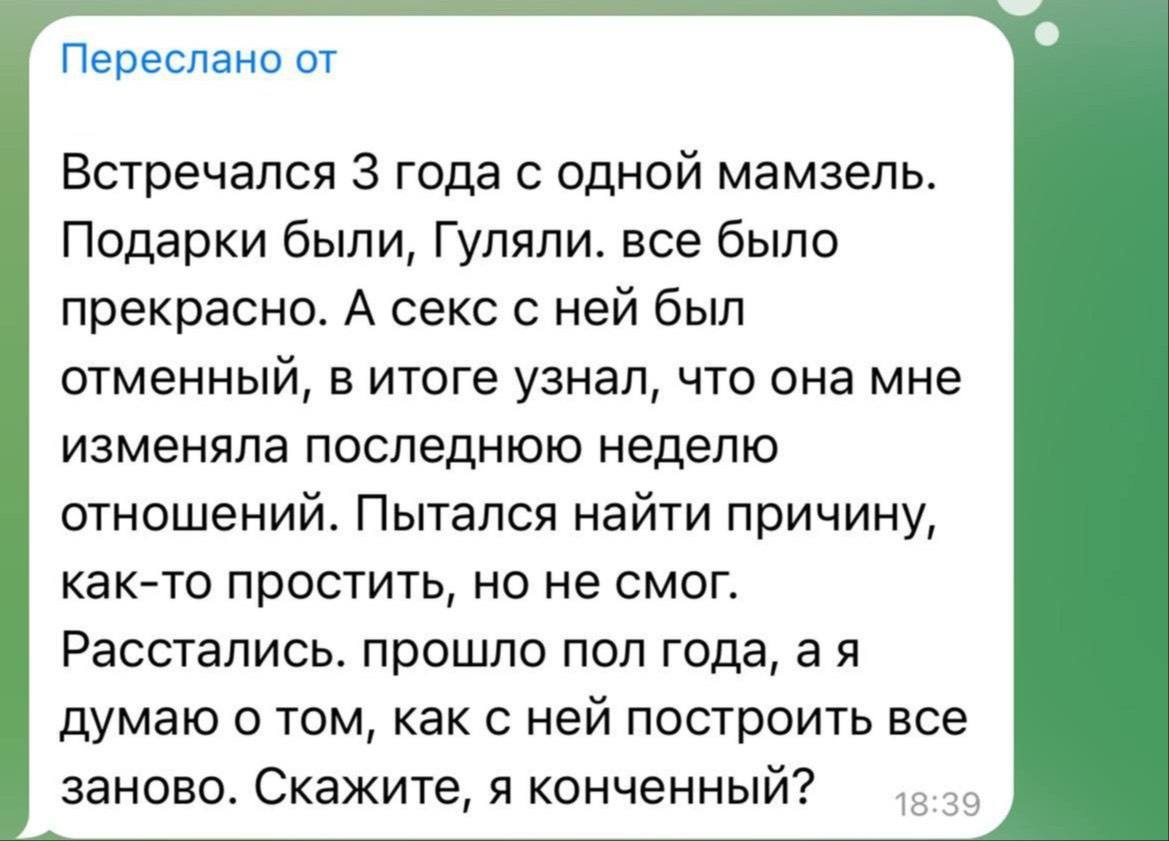 Переслано от
Встречался 3 года с одной мамзель.
Подарки были, Гуляли. все было
прекрасно. А секс с ней был
отменный, в итоге узнал, что она мне
изменяла последнюю неделю
отношений. Пытался найти причину,
как-то простить, но не смог.
Расстались. прошло пол года, а я
думаю о том, как с ней построить все
заново. Скажите, я конченный?
18:39